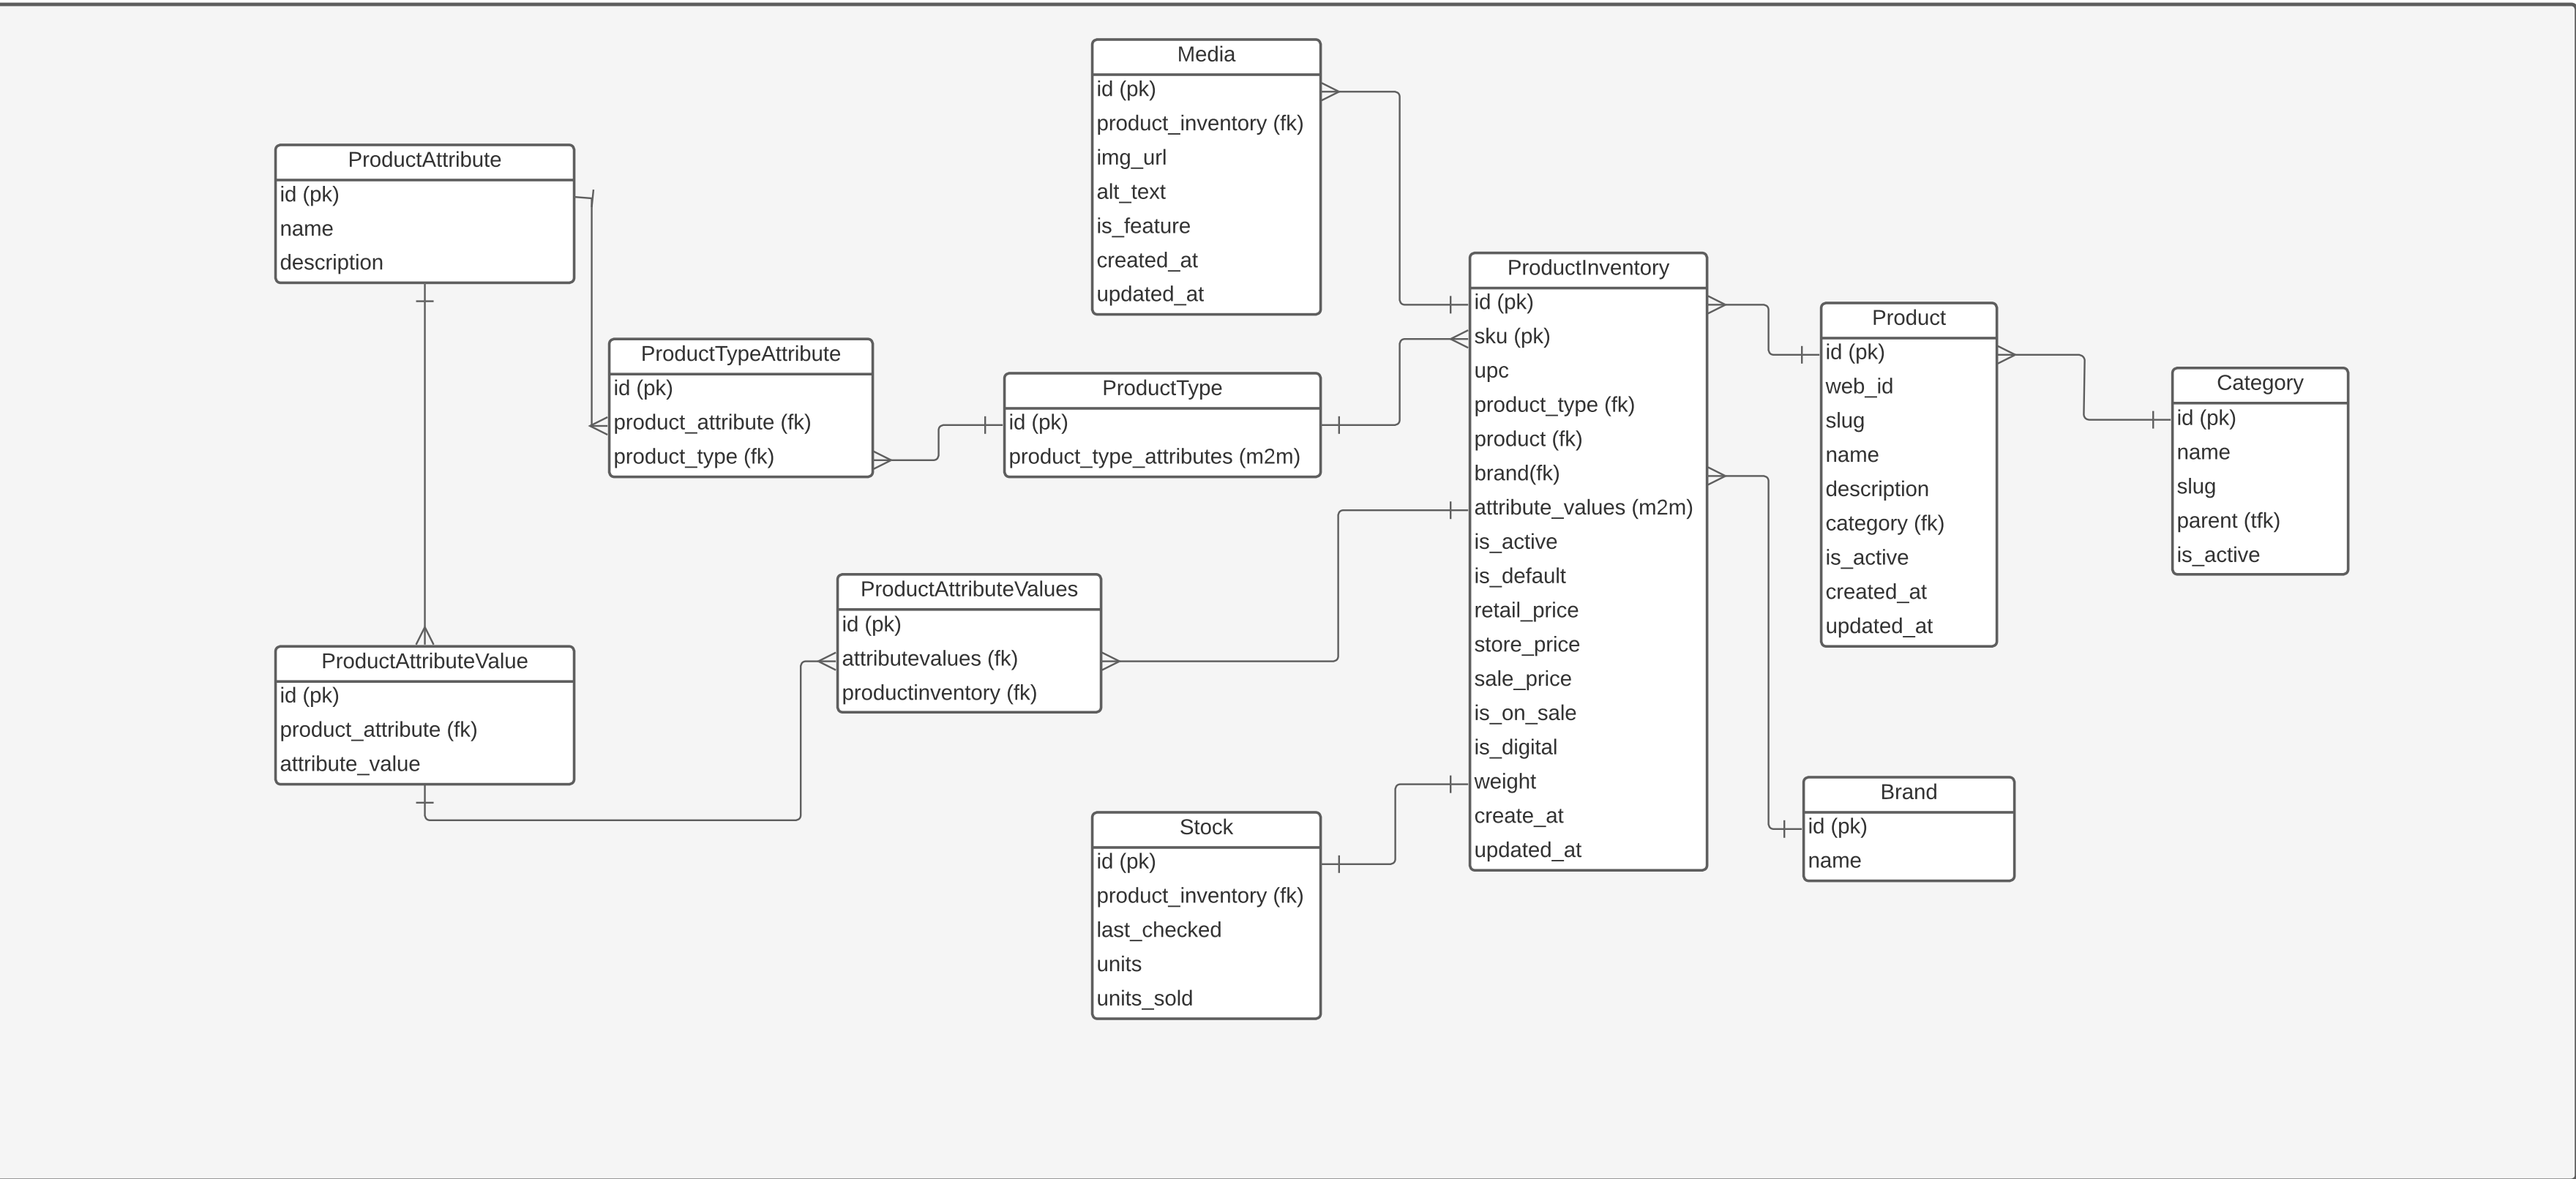 Media
id (pk)
product_inventory (fk)
img_url
alt_text
is_feature
created_at
updated_at
ProductAttribute
id (pk)
name
description
ProductTypeAttribute
id (pk)
product_attribute (fk)
product_type (fk)
ProductType
id (pk)
product_type_attributes (m2m)
ProductInventory
id (pk)
sku (pk)
upc
product_type (fk)
product (fk)
brand(fk)
attribute_values (m2m)
is_active
is_default
retail_price
store_price
sale_price
is_on_sale
is_digital
weight
create_at
updated_at
Product
id (pk)
web_id
slug
name
description
category (fk)
is_active
created_at
updated_at
Category
id (pk)
name
slug
parent (tfk)
is_active
ProductAttributeValue
id (pk)
product_attribute (fk)
attribute_value
ProductAttributeValues
id (pk)
attributevalues (fk)
productinventory (fk)
Stock
id (pk)
product_inventory (fk)
last_checked
units
units_sold
Brand
id (pk)
name